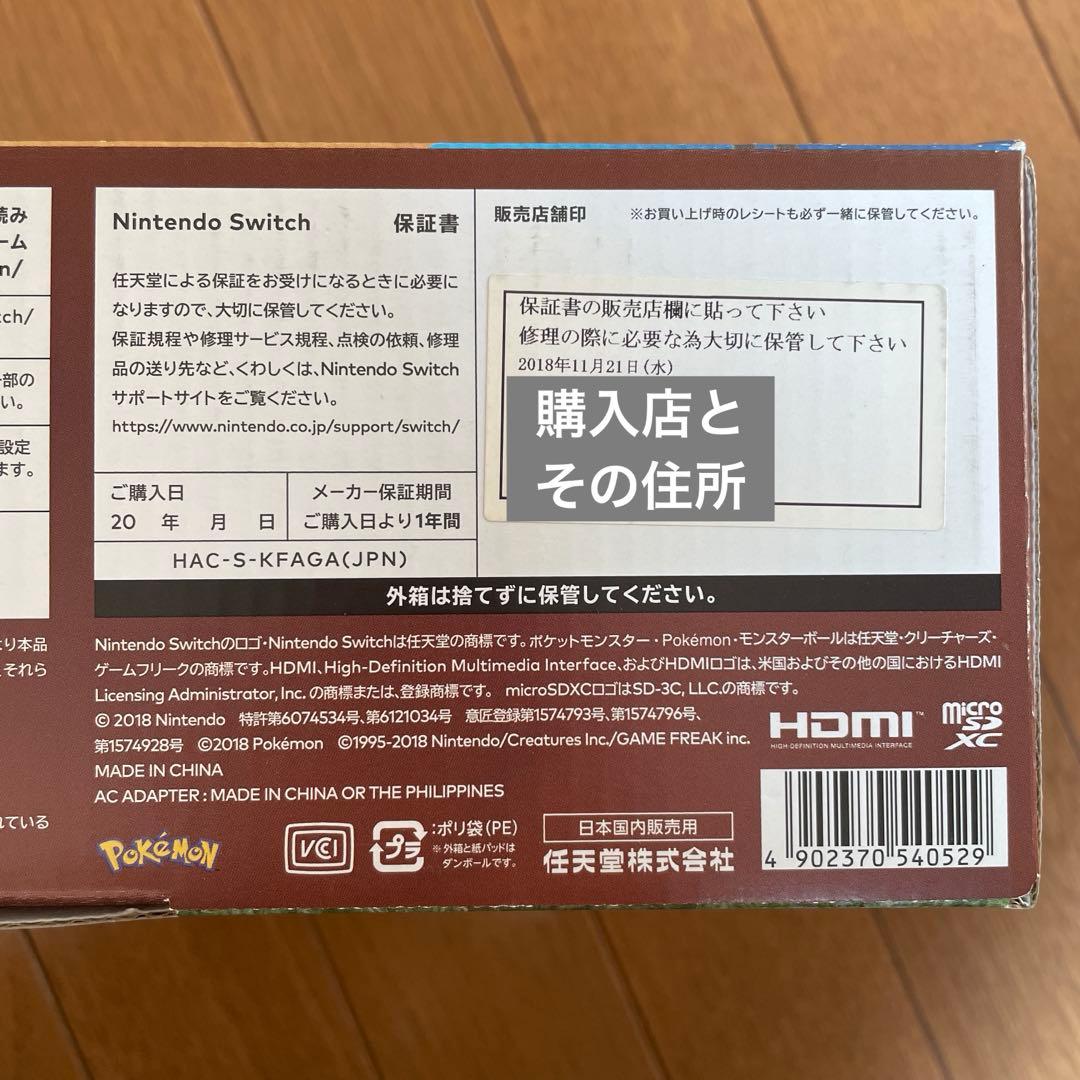 読み
ーム
n/
tch/
一部の
い。
設定
ます。
より本品
それら
れている
Nintendo Switch 保証書
任天堂による保証をお受けになるときに必要に
なりますので、大切に保管してください。
保証規程や修理サービス規程、点検の依頼、修理
品の送り先など、くわしくは、Nintendo Switch
サポートサイトをご覧ください。
https://www.nintendo.co.jp/support/switch/
ご購入日
20 年 月 日
メーカー保証期間
ご購入日より1年間
HAC-S-KFAGA(JPN)
販売店舗印 ※お買い上げ時のレシートも必ず一緒に保管してください。
保証書の販売店欄に貼って下さい
修理の際に必要な為大切に保管して下さい
2018年11月21日(水)
購入店と
その住所
外箱は捨てずに保管してください。
Nintendo Switchのロゴ・Nintendo Switchは任天堂の商標です。ポケットモンスター・Pokémon・モンスターボールは任天堂・クリーチャーズ・
ゲームフリークの商標です。HDMI、High-Definition Multimedia Interface、およびHDMIロゴは、米国およびその他の国におけるHDMI
Licensing Administrator, Inc. の商標または、登録商標です。 microSDXCロゴはSD-3C, LLC.の商標です。
© 2018 Nintendo 特許第6074534号、第6121034号 意匠登録第1574793号、第1574796号、
第1574928号 ©2018 Pokémon ©1995-2018 Nintendo/Creatures Inc./GAME FREAK inc.
MADE IN CHINA
AC ADAPTER : MADE IN CHINA OR THE PHILIPPINES
HDMI™
HIGH-DEFINITION MULTIMEDIA INTERFACE
micro
SD
XC
POKéMON
VCCI
プラ
:ポリ袋(PE)
※外箱と紙パッドは
ダンボールです。
日本国内販売用
任天堂株式会社
4 902370 540529